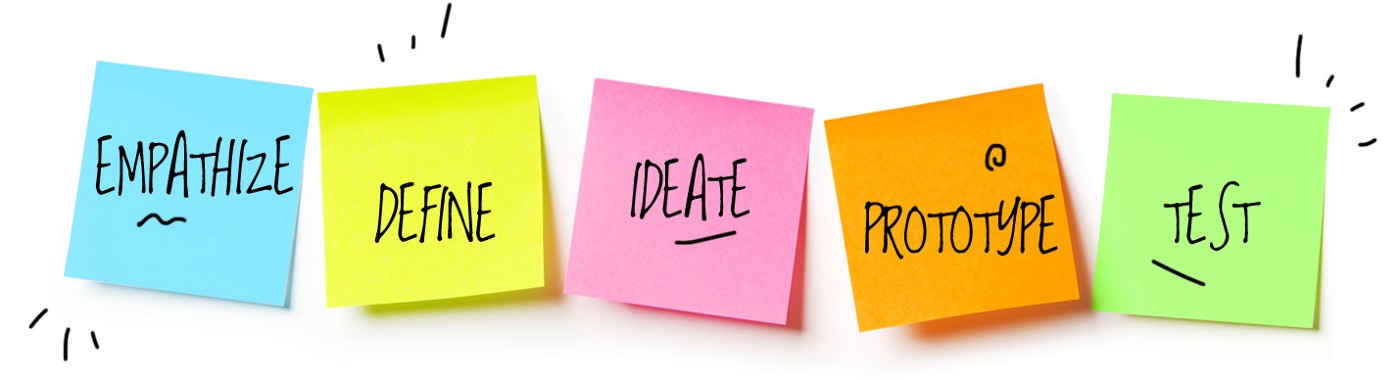 EMPATHIZE
DEFINE
IDEATE
PROTOTYPE
TEST